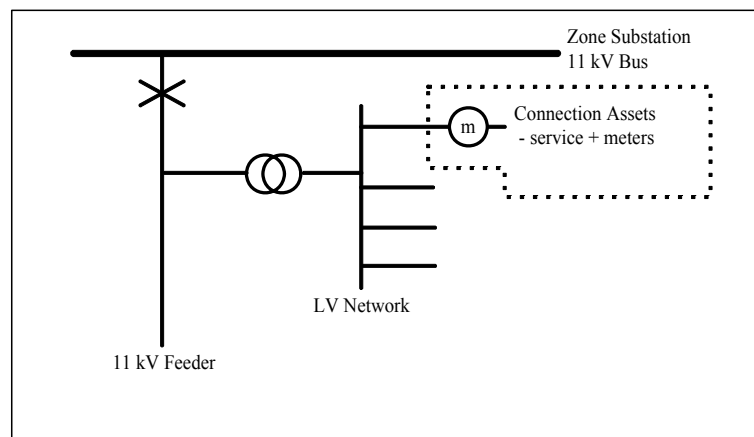 Zone Substation
11 kV Bus
m
Connection Assets
- service + meters
LV Network
11 kV Feeder